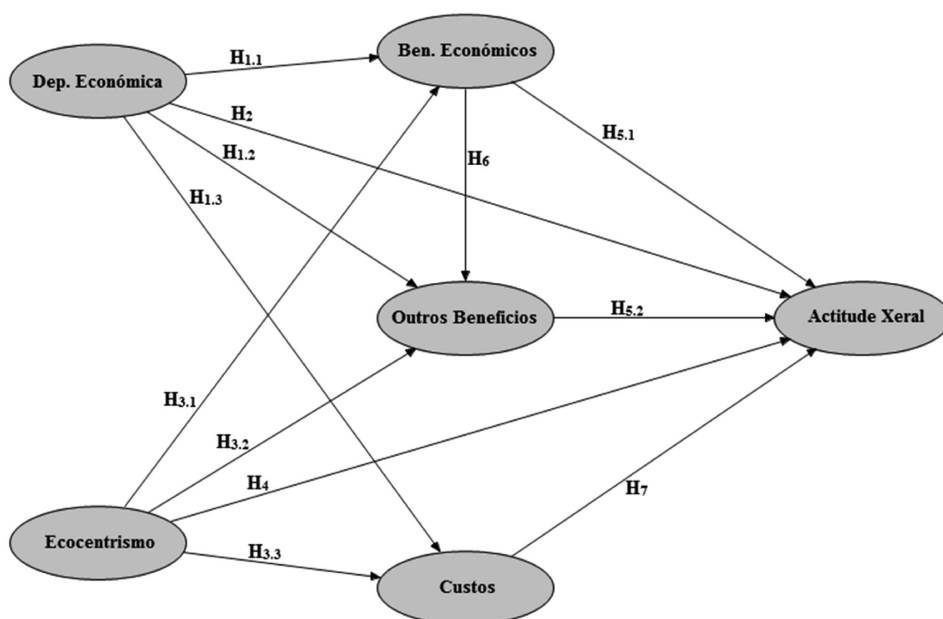 Ben. Económicos
Dep. Económica
H1.1
H2
H5.1
H1.2
H6
H1.3
Outros Beneficios
H5.2
Actitude Xeral
H3.1
H3.2
H4
H7
Ecocentrismo
H3.3
Custos